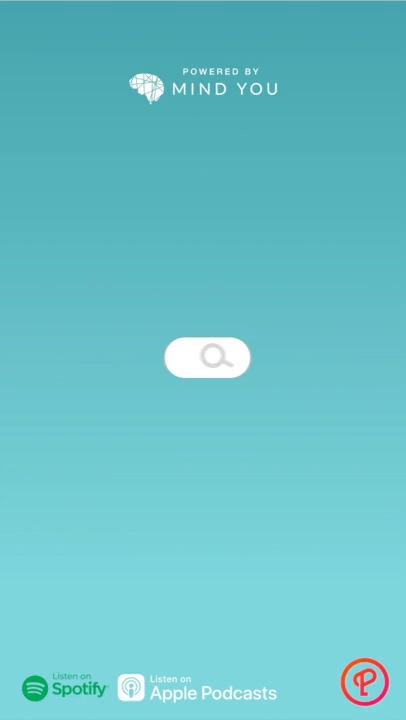 POWERED BY
MIND YOU
Listen on
Spotify
Listen on
Apple Podcasts